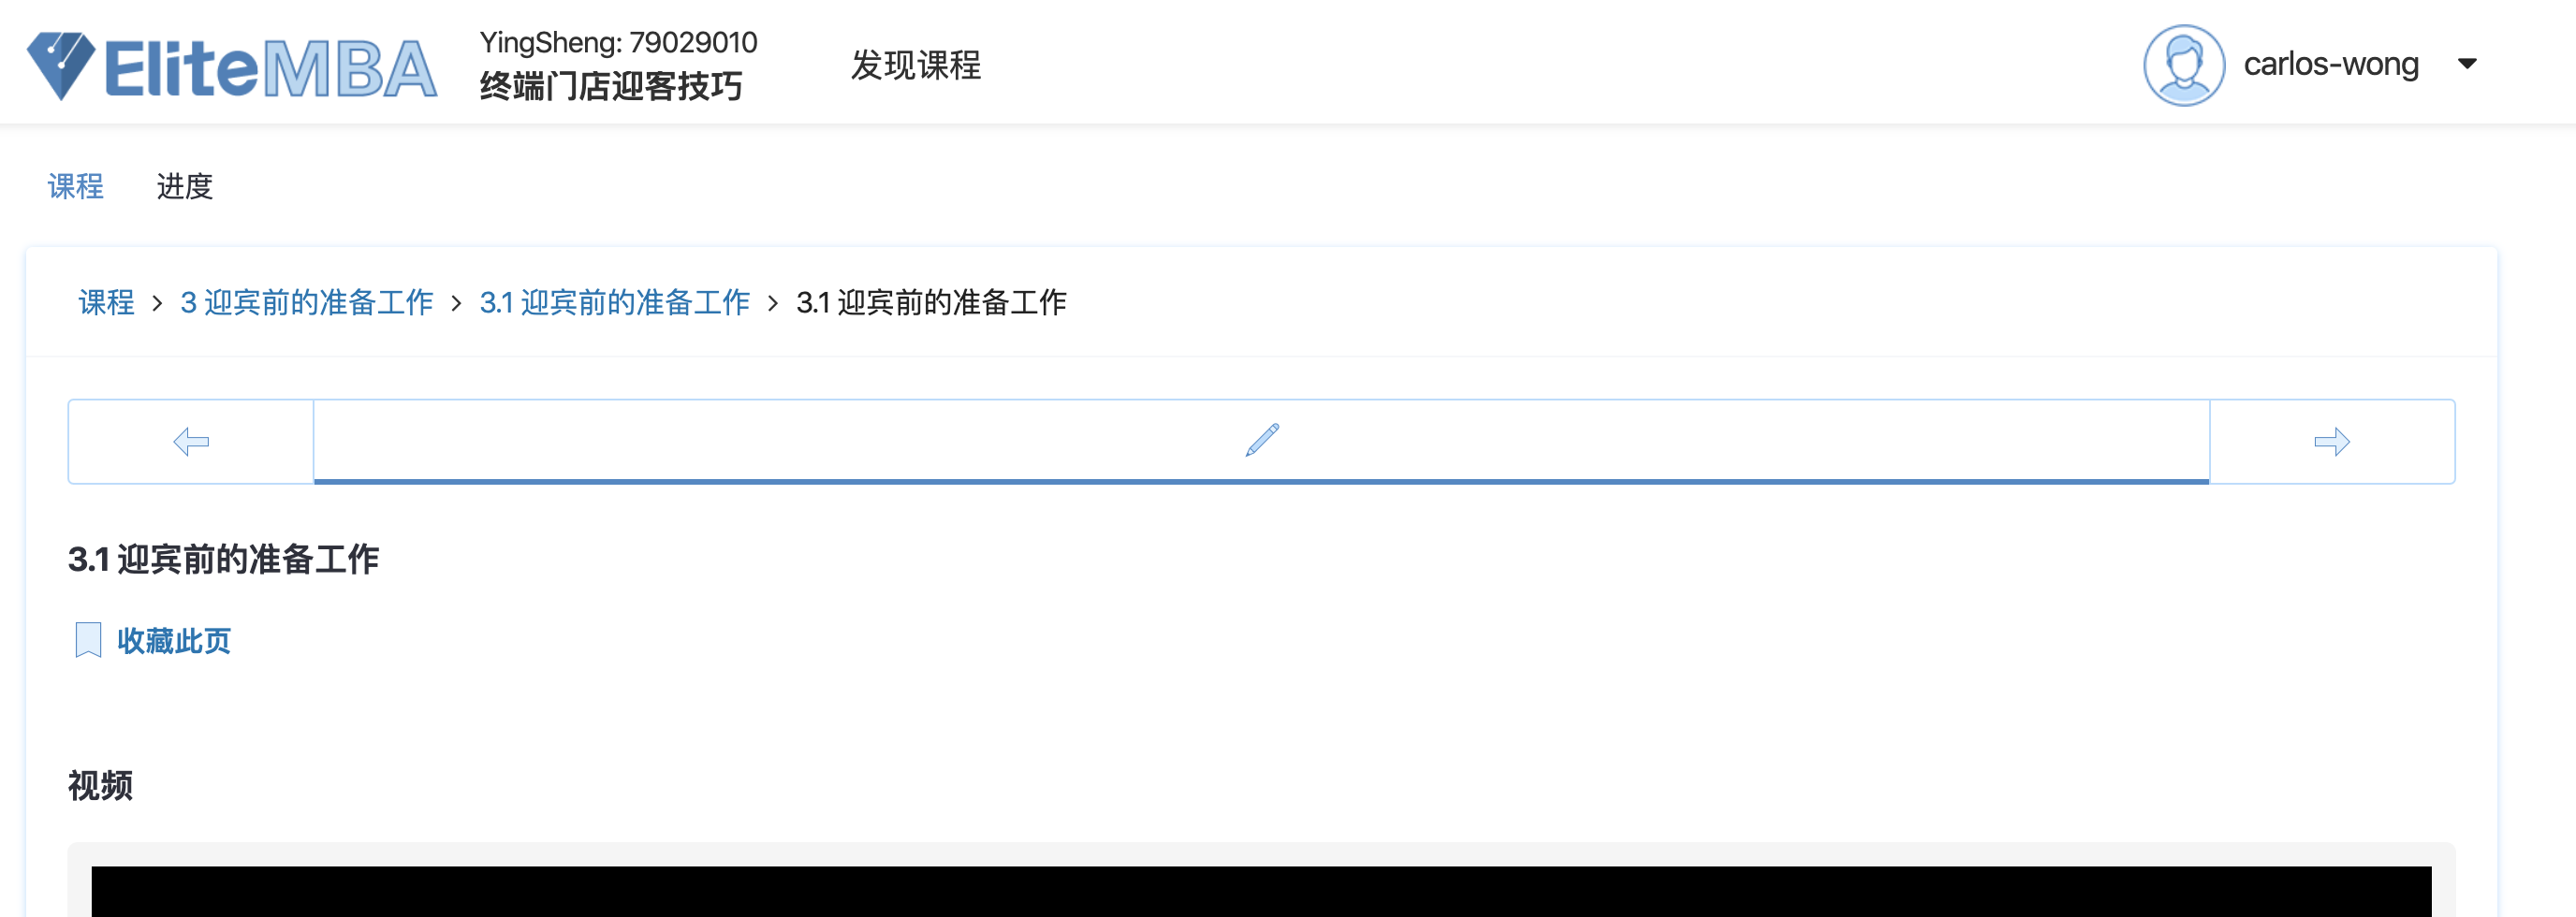 EliteMBA
YingSheng: 79029010
终端门店迎客技巧
发现课程
carlos-wong
课程 进度
课程 > 3 迎宾前的准备工作 > 3.1 迎宾前的准备工作 > 3.1 迎宾前的准备工作
3.1 迎宾前的准备工作
收藏此页
视频